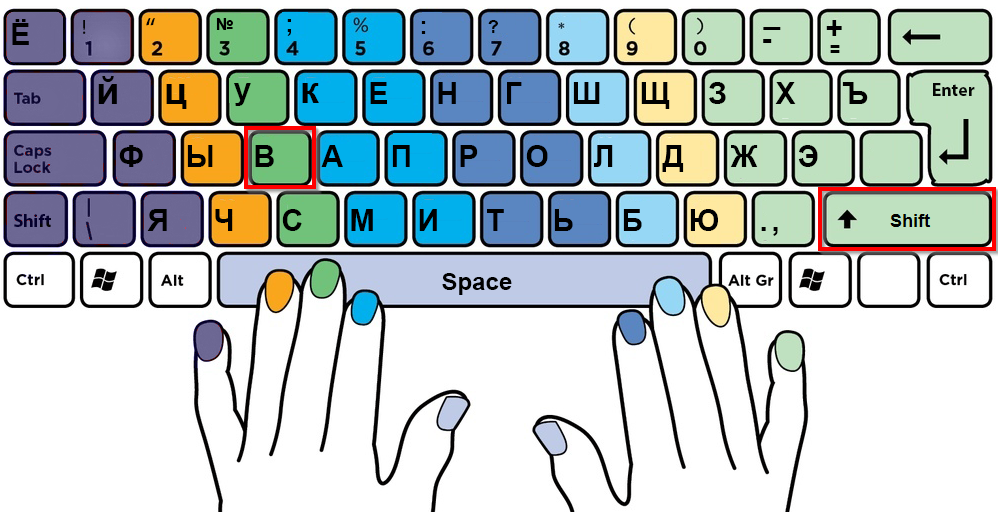 Ё ! 1 “ 2 № 3 ; 4 % 5 : 6 ? 7 * 8 ( 9 ) 0 — - + =
Tab Й Ц У К Е Н Г Ш Щ З Х Ъ Enter
Caps Lock Ф Ы В А П Р О Л Д Ж Э
Shift | \ Я Ч С М И Т Ь Б Ю . , Shift
Ctrl Alt Space Alt Gr Ctrl